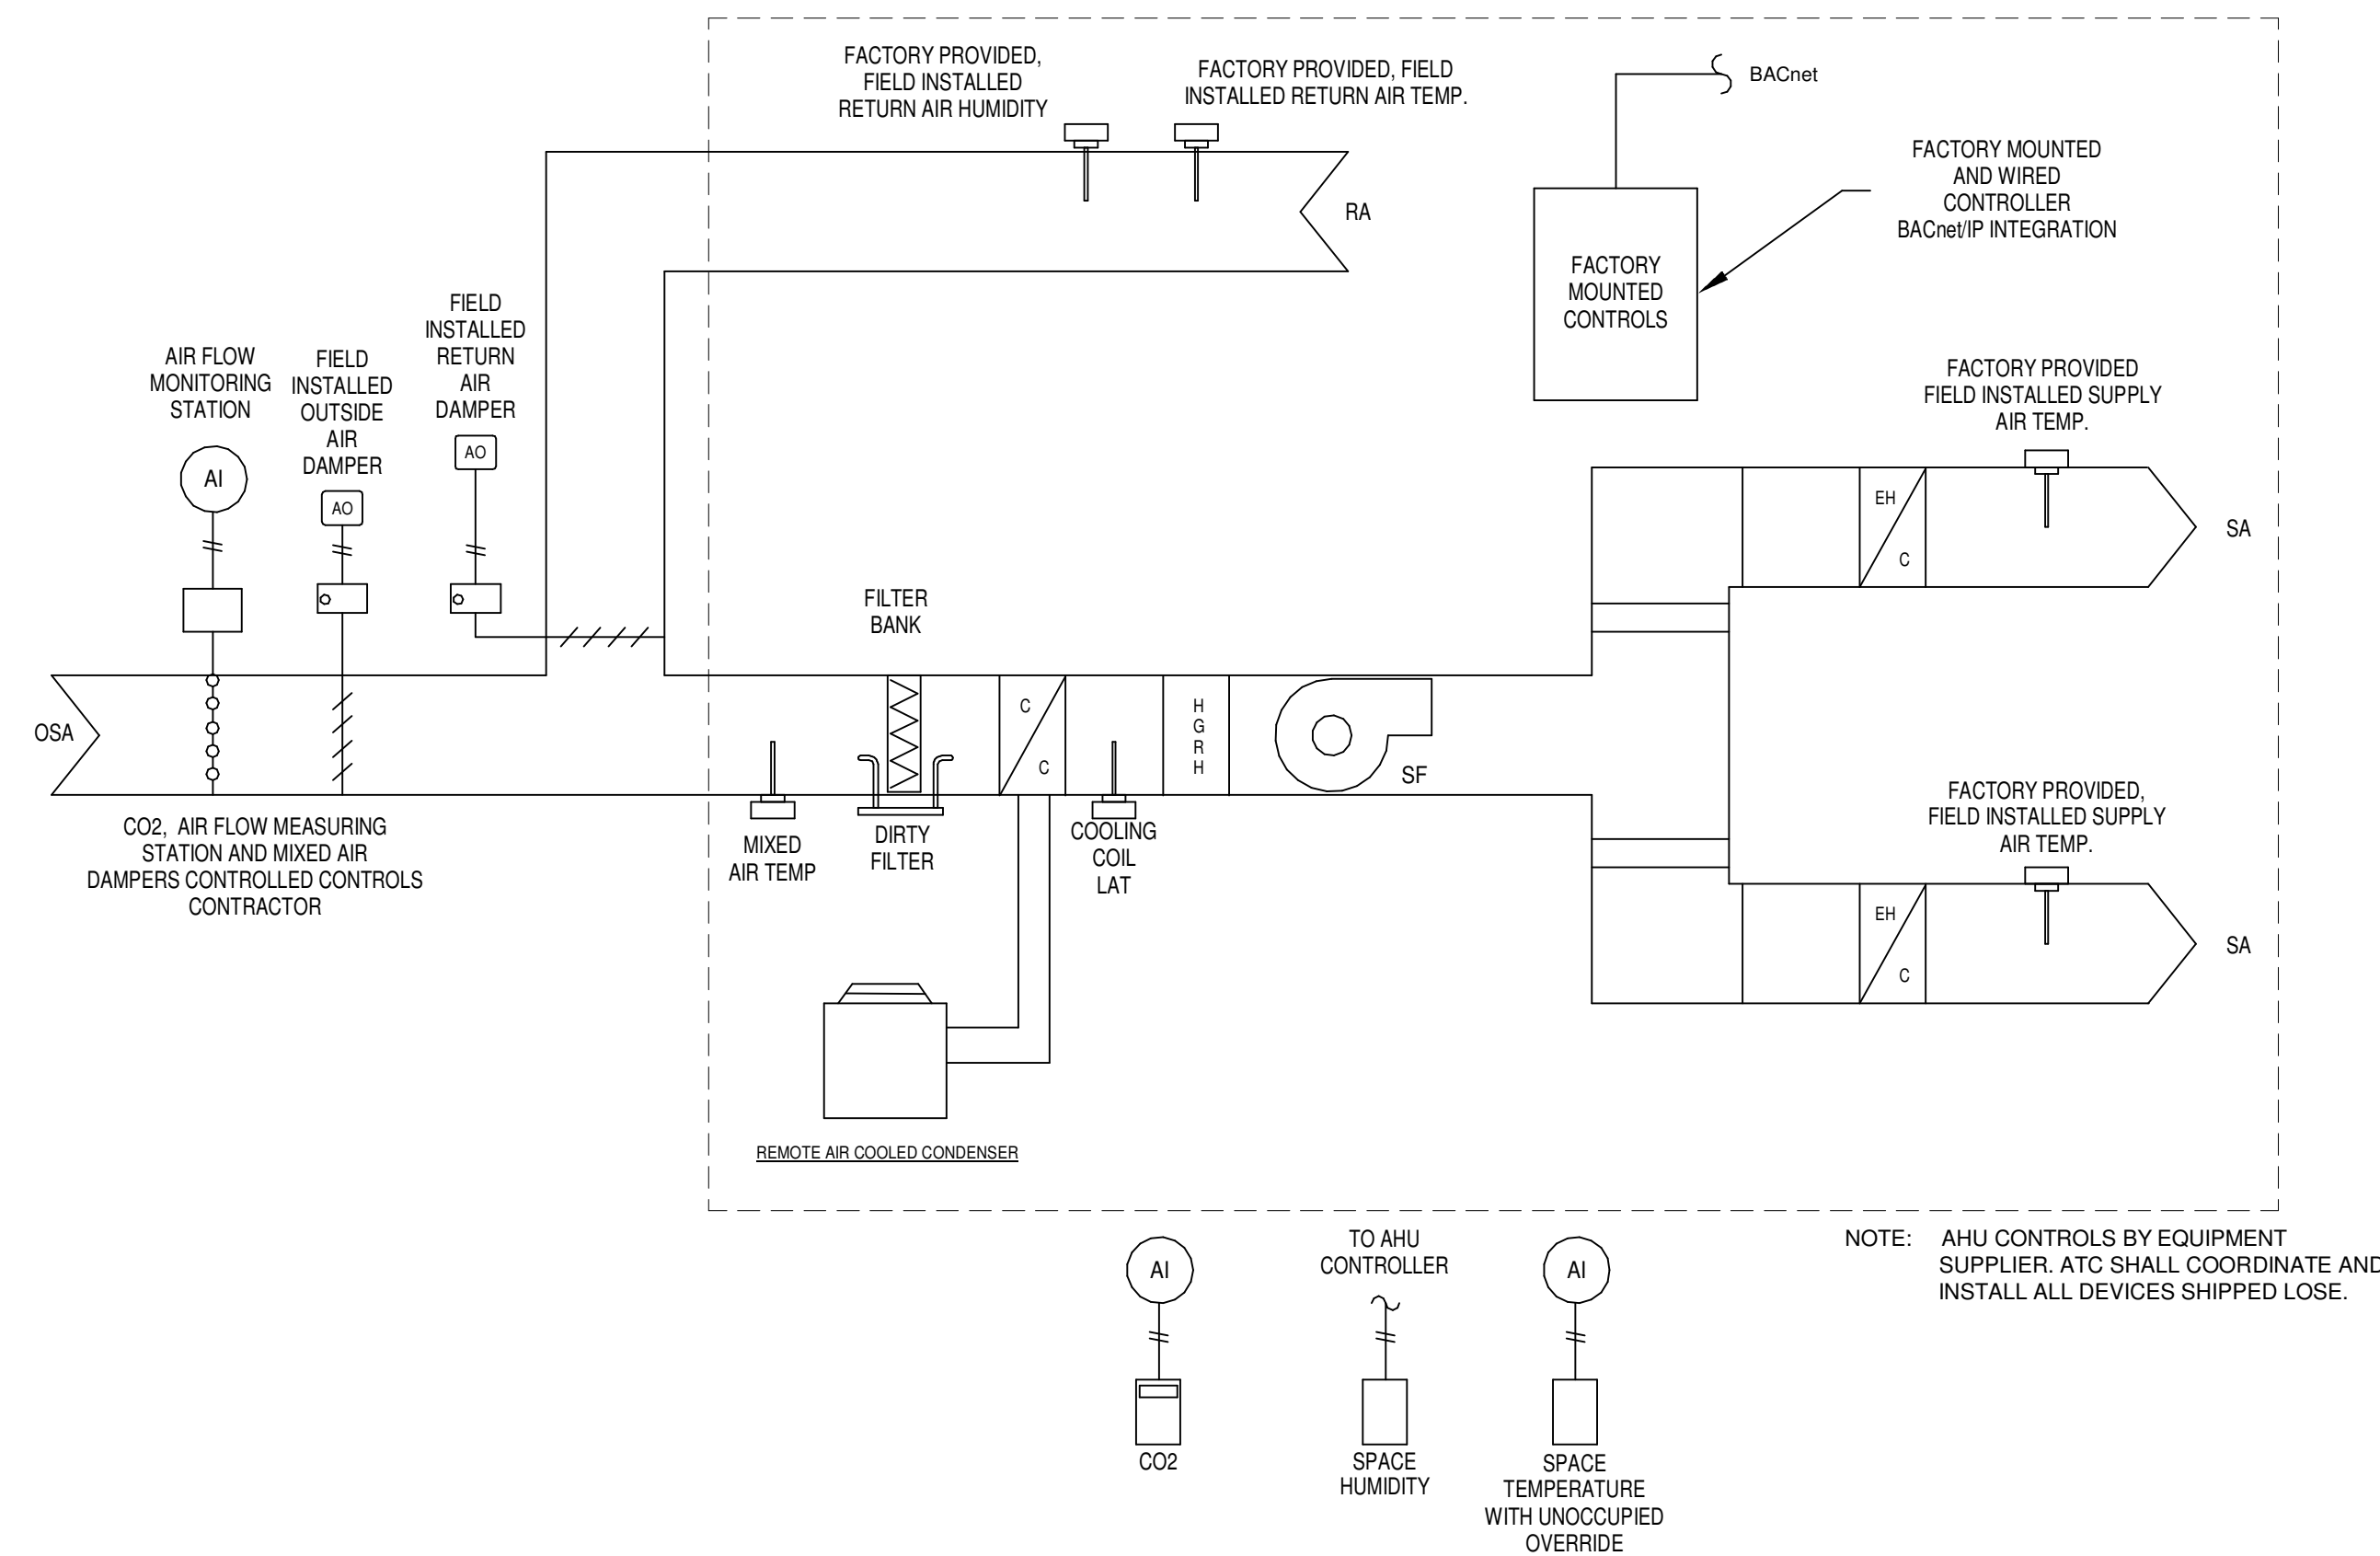 FACTORY PROVIDED,
FIELD INSTALLED
RETURN AIR HUMIDITY
FACTORY PROVIDED, FIELD
INSTALLED RETURN AIR TEMP.
BACnet
FACTORY MOUNTED
AND WIRED
CONTROLLER
BACnet/IP INTEGRATION
RA
FACTORY
MOUNTED
CONTROLS
FIELD
INSTALLED
RETURN
AIR
DAMPER
AO
AIR FLOW
MONITORING
STATION
AI
FIELD
INSTALLED
OUTSIDE
AIR
DAMPER
AO
FACTORY PROVIDED
FIELD INSTALLED SUPPLY
AIR TEMP.
EH
C
SA
FILTER
BANK
OSA
C
C
H
G
R
H
SF
CO2, AIR FLOW MEASURING
STATION AND MIXED AIR
DAMPERS CONTROLLED CONTROLS
CONTRACTOR
MIXED
AIR TEMP
DIRTY
FILTER
COOLING
COIL
LAT
FACTORY PROVIDED,
FIELD INSTALLED SUPPLY
AIR TEMP.
EH
C
SA
REMOTE AIR COOLED CONDENSER
NOTE: AHU CONTROLS BY EQUIPMENT
SUPPLIER. ATC SHALL COORDINATE AND
INSTALL ALL DEVICES SHIPPED LOSE.
AI
CO2
TO AHU
CONTROLLER
SPACE
HUMIDITY
AI
SPACE
TEMPERATURE
WITH UNOCCUPIED
OVERRIDE